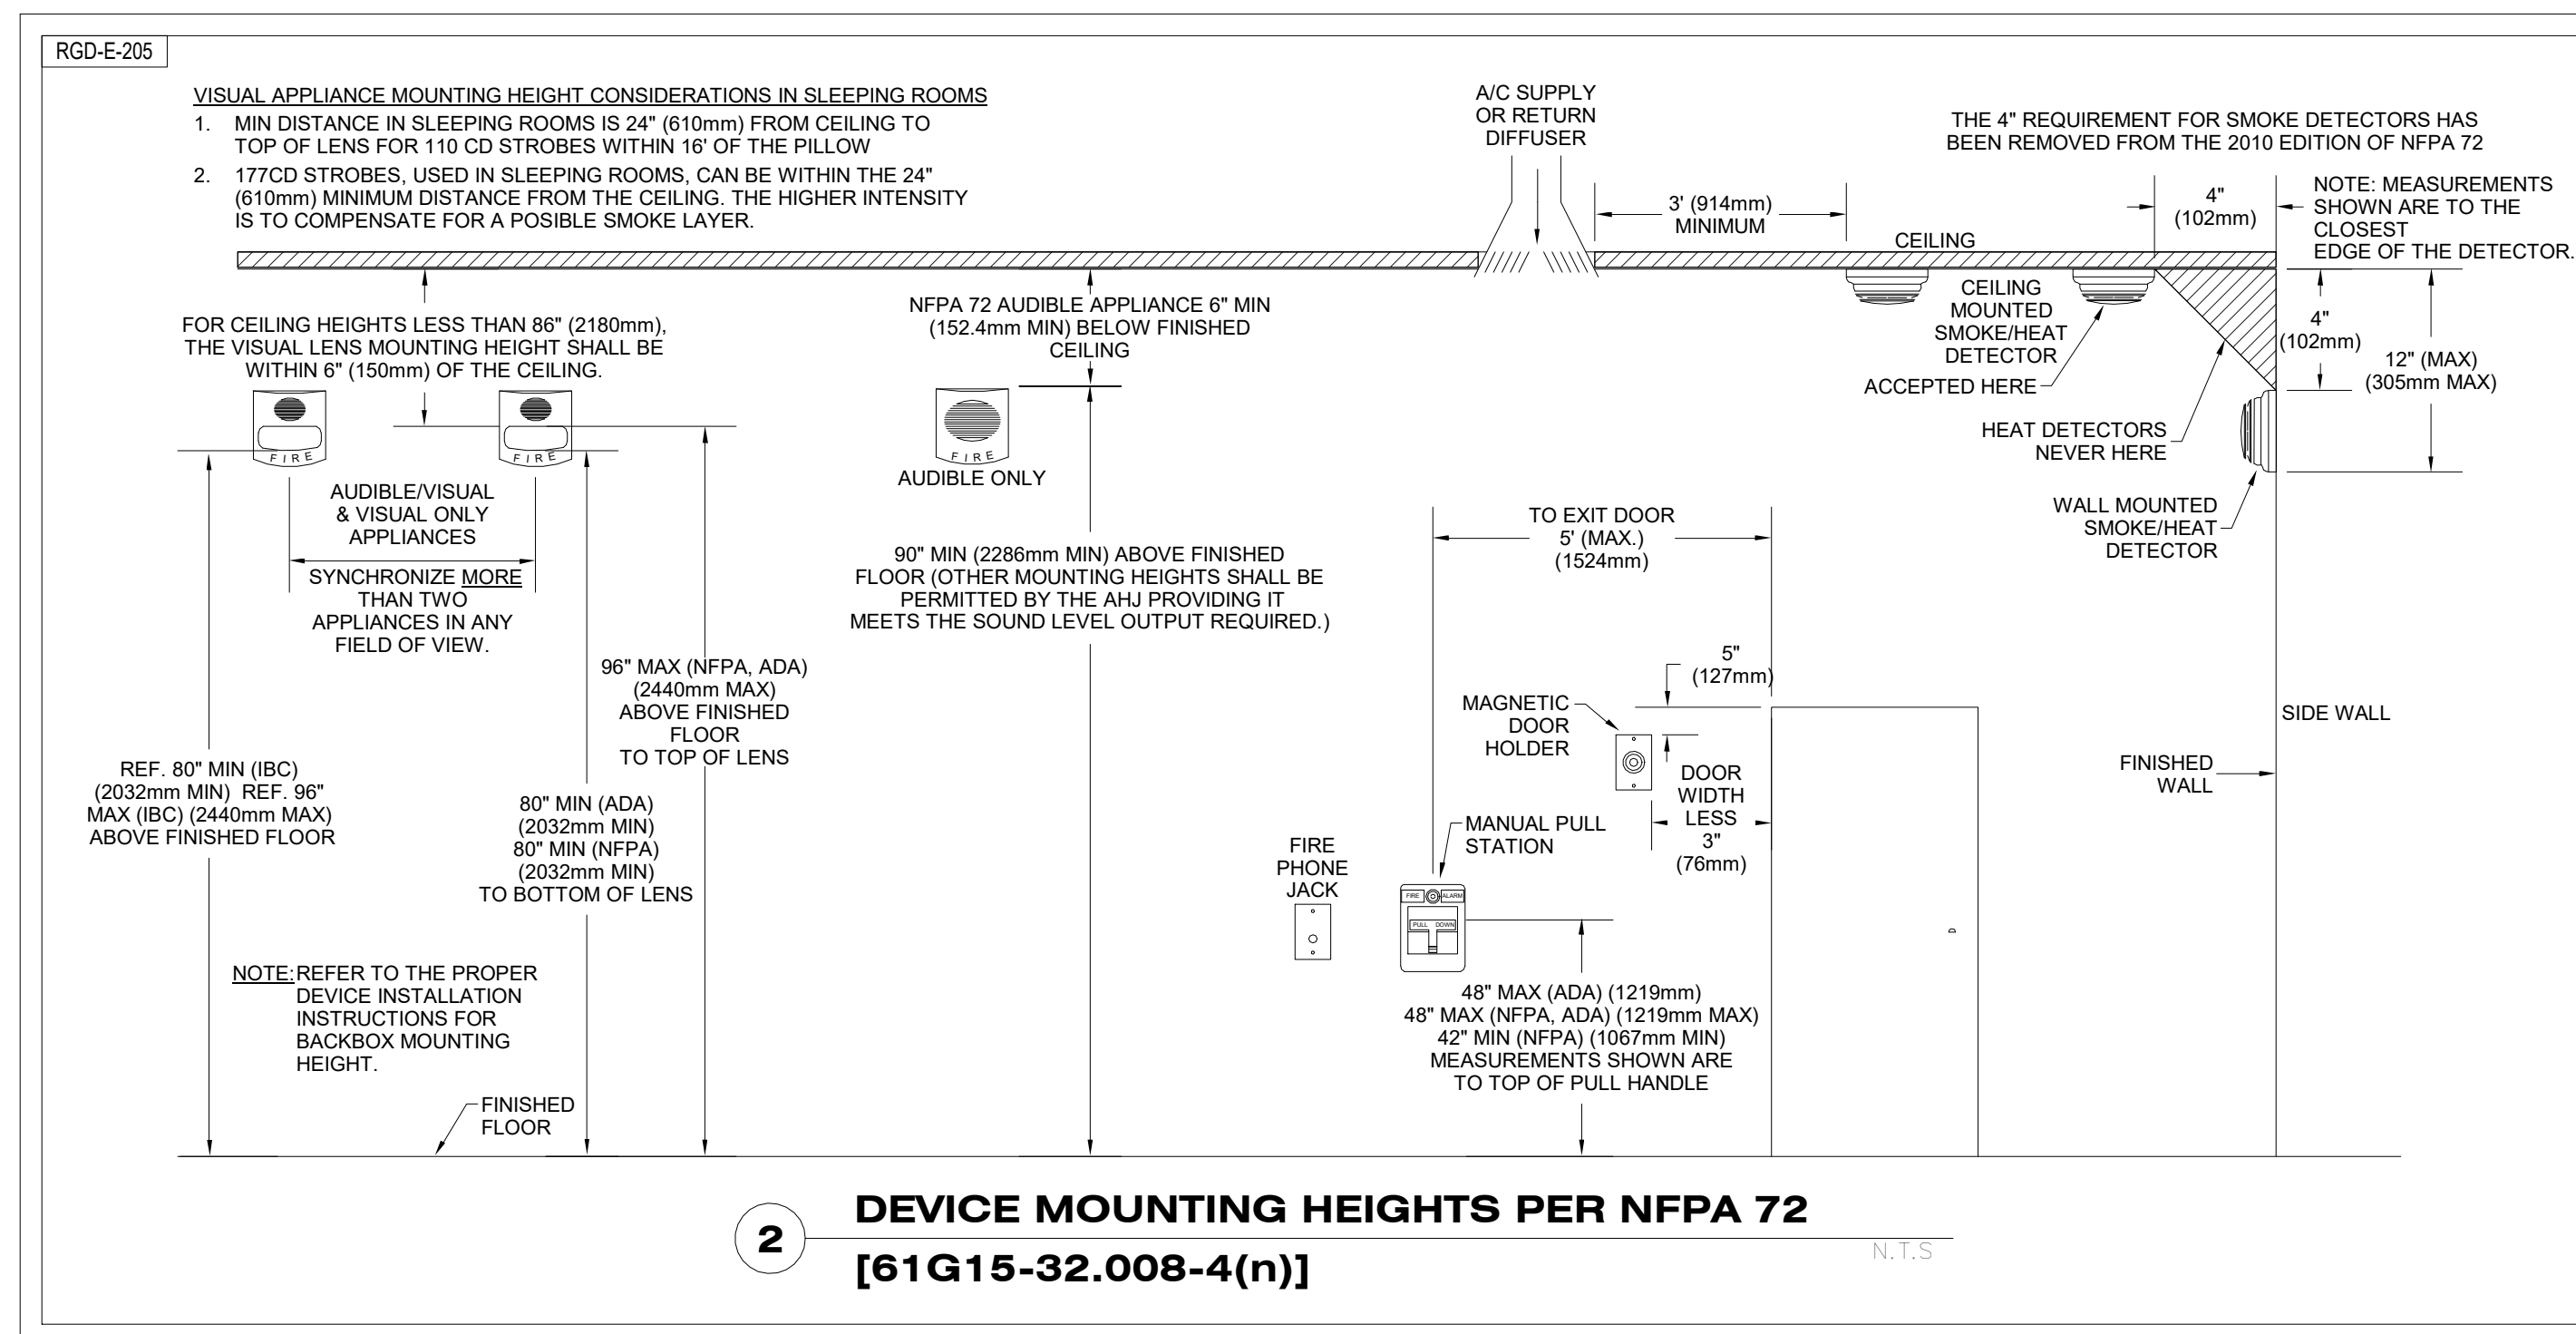 RGD-E-205
VISUAL APPLIANCE MOUNTING HEIGHT CONSIDERATIONS IN SLEEPING ROOMS
1. MIN DISTANCE IN SLEEPING ROOMS IS 24" (610mm) FROM CEILING TO
TOP OF LENS FOR 110 CD STROBES WITHIN 16' OF THE PILLOW
2. 177CD STROBES, USED IN SLEEPING ROOMS, CAN BE WITHIN THE 24"
(610mm) MINIMUM DISTANCE FROM THE CEILING. THE HIGHER INTENSITY
IS TO COMPENSATE FOR A POSIBLE SMOKE LAYER.
A/C SUPPLY
OR RETURN
DIFFUSER
THE 4" REQUIREMENT FOR SMOKE DETECTORS HAS
BEEN REMOVED FROM THE 2010 EDITION OF NFPA 72
3' (914mm)
MINIMUM
CEILING
4"
(102mm)
NOTE: MEASUREMENTS
SHOWN ARE TO THE
CLOSEST
EDGE OF THE DETECTOR.
FOR CEILING HEIGHTS LESS THAN 86" (2180mm),
THE VISUAL LENS MOUNTING HEIGHT SHALL BE
WITHIN 6" (150mm) OF THE CEILING.
NFPA 72 AUDIBLE APPLIANCE 6" MIN
(152.4mm MIN) BELOW FINISHED
CEILING
CEILING
MOUNTED
SMOKE/HEAT
DETECTOR
ACCEPTED HERE
4"
(102mm)
12" (MAX)
(305mm MAX)
HEAT DETECTORS
NEVER HERE
WALL MOUNTED
SMOKE/HEAT
DETECTOR
FIRE
FIRE
FIRE
AUDIBLE ONLY
AUDIBLE/VISUAL
& VISUAL ONLY
APPLIANCES
SYNCHRONIZE MORE
THAN TWO
APPLIANCES IN ANY
FIELD OF VIEW.
90" MIN (2286mm MIN) ABOVE FINISHED
FLOOR (OTHER MOUNTING HEIGHTS SHALL BE
PERMITTED BY THE AHJ PROVIDING IT
MEETS THE SOUND LEVEL OUTPUT REQUIRED.)
TO EXIT DOOR
5' (MAX.)
(1524mm)
96" MAX (NFPA, ADA)
(2440mm MAX)
ABOVE FINISHED
FLOOR
TO TOP OF LENS
5"
(127mm)
MAGNETIC
DOOR
HOLDER
SIDE WALL
FINISHED
WALL
REF. 80" MIN (IBC)
(2032mm MIN) REF. 96"
MAX (IBC) (2440mm MAX)
ABOVE FINISHED FLOOR
80" MIN (ADA)
(2032mm MIN)
80" MIN (NFPA)
(2032mm MIN)
TO BOTTOM OF LENS
DOOR
WIDTH
LESS
3"
(76mm)
MANUAL PULL
STATION
FIRE
PHONE
JACK
FIRE ALARM
PULL DOWN
NOTE: REFER TO THE PROPER
DEVICE INSTALLATION
INSTRUCTIONS FOR
BACKBOX MOUNTING
HEIGHT.
48" MAX (ADA) (1219mm)
48" MAX (NFPA, ADA) (1219mm MAX)
42" MIN (NFPA) (1067mm MIN)
MEASUREMENTS SHOWN ARE
TO TOP OF PULL HANDLE
FINISHED
FLOOR
2
DEVICE MOUNTING HEIGHTS PER NFPA 72
N.T.S
[61G15-32.008-4(n)]